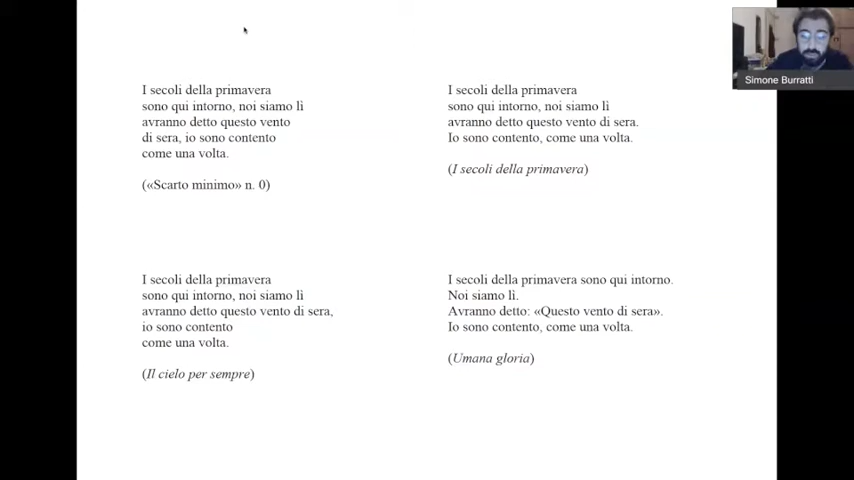 I secoli della primavera
sono qui intorno, noi siamo lì
avranno detto questo vento
di sera, io sono contento
come una volta.
(«Scarto minimo» n. 0)
I secoli della primavera
sono qui intorno, noi siamo lì
avranno detto questo vento di sera.
Io sono contento, come una volta.
(I secoli della primavera)
I secoli della primavera
sono qui intorno, noi siamo lì
avranno detto questo vento di sera,
io sono contento
come una volta.
(Il cielo per sempre)
I secoli della primavera sono qui intorno.
Noi siamo lì.
Avranno detto: «Questo vento di sera».
Io sono contento, come una volta.
(Umana gloria)
Simone Burratti